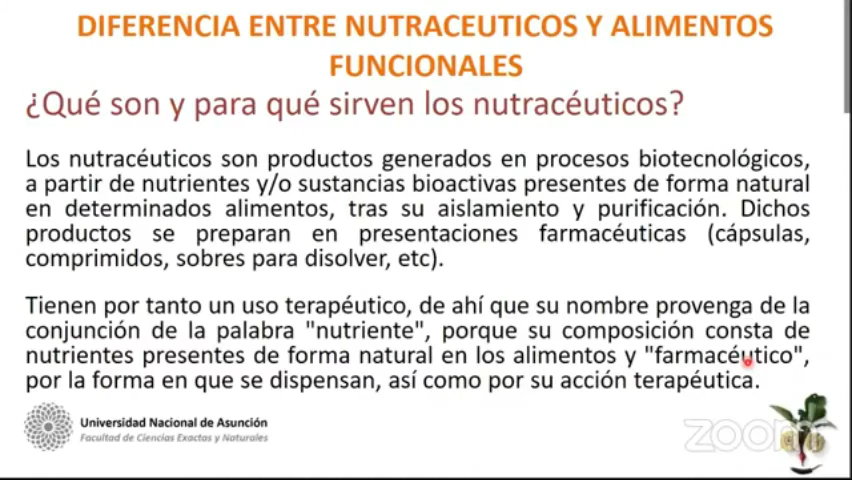 DIFERENCIA ENTRE NUTRACEUTICOS Y ALIMENTOS
FUNCIONALES
¿Qué son y para qué sirven los nutracéuticos?
Los nutracéuticos son productos generados en procesos biotecnológicos,
a partir de nutrientes y/o sustancias bioactivas presentes de forma natural
en determinados alimentos, tras su aislamiento y purificación. Dichos
productos se preparan en presentaciones farmacéuticas (cápsulas,
comprimidos, sobres para disolver, etc).
Tienen por tanto un uso terapéutico, de ahí que su nombre provenga de la
conjunción de la palabra "nutriente", porque su composición consta de
nutrientes presentes de forma natural en los alimentos y "farmacéutico",
por la forma en que se dispensan, así como por su acción terapéutica.
Universidad Nacional de Asunción
Facultad de Ciencias Exactas y Naturales
zoom